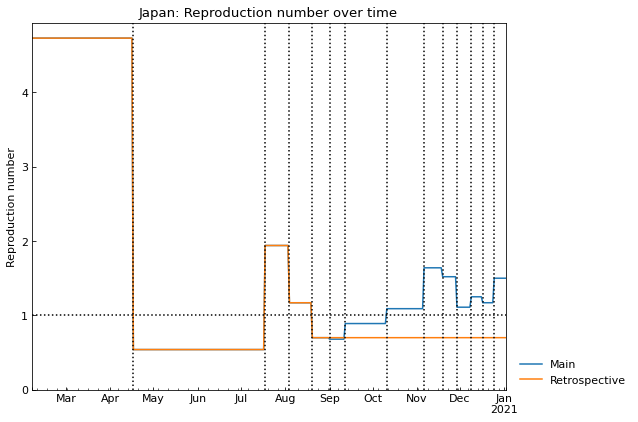 Japan: Reproduction number over time
Reproduction number
4
3
2
1
0
Mar Apr May Jun Jul Aug Sep Oct Nov Dec Jan
2021
Main
Retrospective